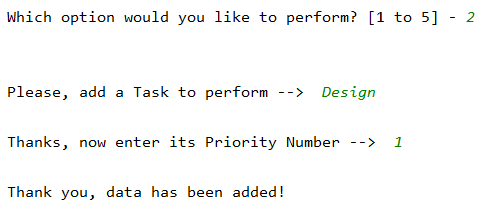 Which option would you like to perform? [1 to 5] - 2
Please, add a Task to perform --> Design
Thanks, now enter its Priority Number --> 1
Thank you, data has been added!